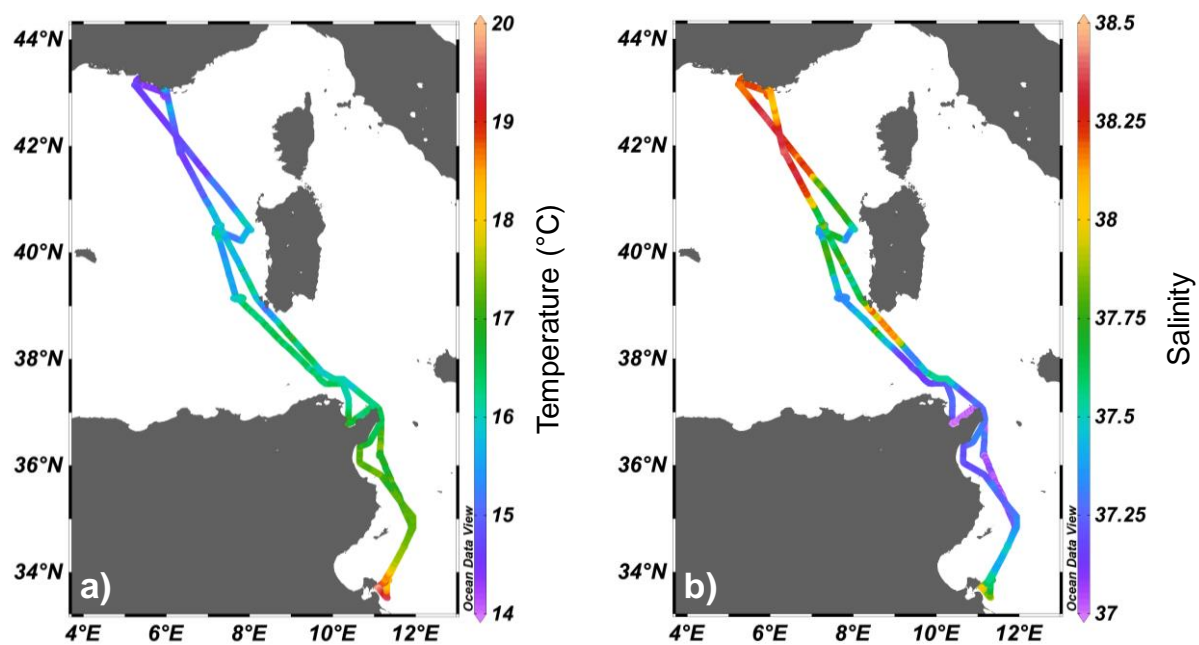 44°N
42°N
40°N
38°N
36°N
34°N
4°E
6°E
8°E
10°E
12°E
a)
Ocean Data View
20
19
18
17
16
15
14
Temperature (°C)
44°N
42°N
40°N
38°N
36°N
34°N
4°E
6°E
8°E
10°E
12°E
b)
Ocean Data View
38.5
38.25
38
37.75
37.5
37.25
37
Salinity